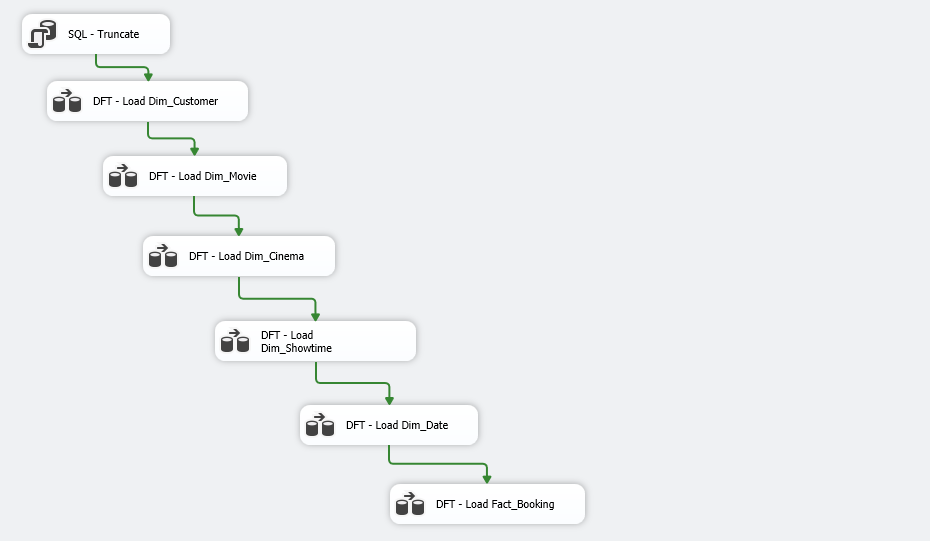 SQL - Truncate
DFT - Load Dim_Customer
DFT - Load Dim_Movie
DFT - Load Dim_Cinema
DFT - Load
Dim_Showtime
DFT - Load Dim_Date
DFT - Load Fact_Booking